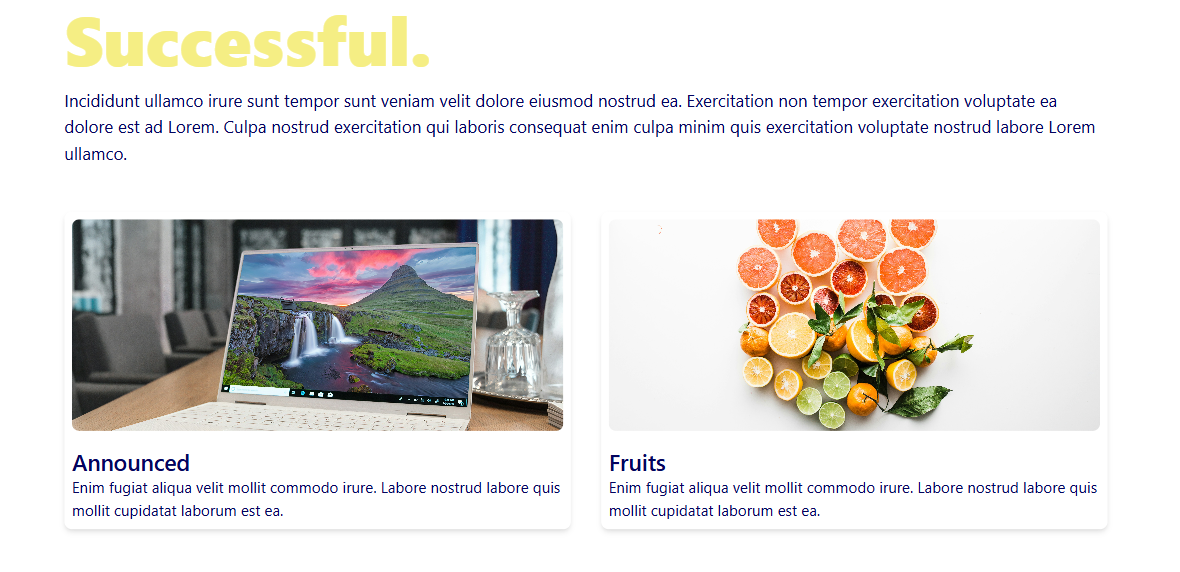 Successful.
Incididunt ullamco irure sunt tempor sunt veniam velit dolore eiusmod nostrud ea. Exercitation non tempor exercitation voluptate ea
dolore est ad Lorem. Culpa nostrud exercitation qui laboris consequat enim culpa minim quis exercitation voluptate nostrud labore Lorem
ullamco.
Announced
Enim fugiat aliqua velit mollit commodo irure. Labore nostrud labore quis
mollit cupidatat laborum est ea.
Fruits
Enim fugiat aliqua velit mollit commodo irure. Labore nostrud labore quis
mollit cupidatat laborum est ea.